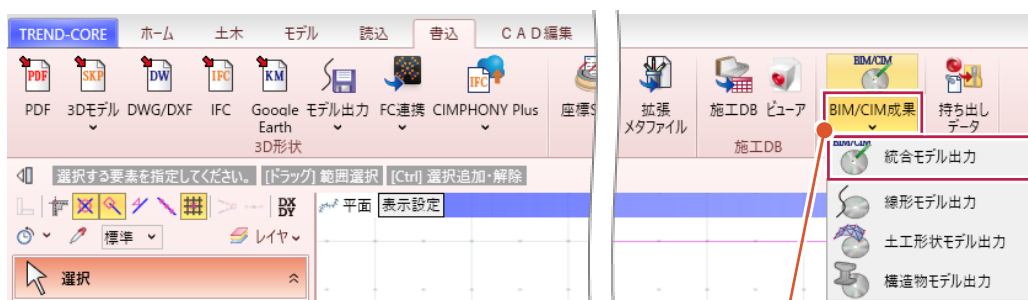 TREND-CORE ホーム 土木 モデル 読込 書込 CAD編集
PDF SKP DW IFC KM IFC BIM/CIM
PDF 3Dモデル DWG/DXF IFC Google Earth モデル出力 FC連携 CIMPHONY Plus 座標S 拡張メタファイル 施工DB ビューア BIM/CIM成果 持ち出しデータ
3D形状 施工DB
BIM/CIM 統合モデル出力
選択する要素を指定してください。 [ドラッグ] 範囲選択 [Ctrl] 選択追加・解除
DX DY 平面 表示設定
線形モデル出力
標準 レイヤ
土工形状モデル出力
選択
構造物モデル出力